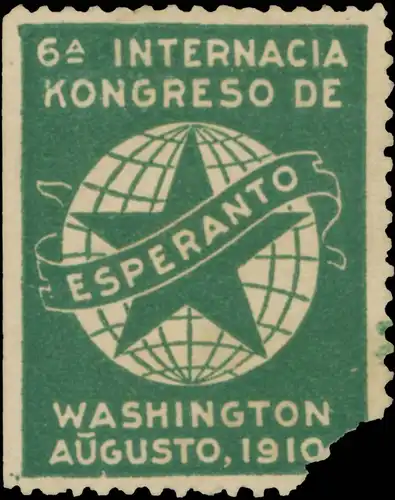 6A INTERNACIA
KONGRESO DE
ESPERANTO
WASHINGTON
AŬGUSTO, 1910